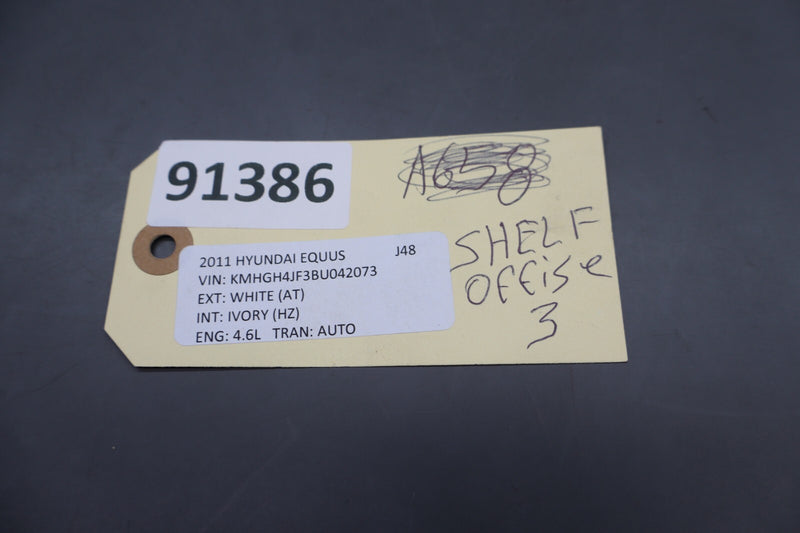 91386
A658
2011 HYUNDAI EQUUS J48
VIN: KMHGH4JF3BU042073
EXT: WHITE (AT)
INT: IVORY (HZ)
ENG: 4.6L TRAN: AUTO
SHELF
OFFise
3